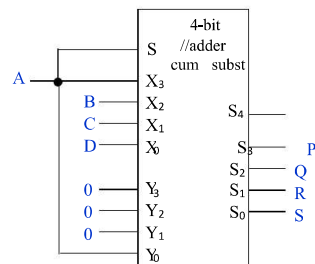 4-bit
S //adder
cum subst
A X3
B X2
C X1
D X0
S4
S3 P
0 Y3
S2 Q
0 Y2
S1 R
0 Y1
S0 S
Y0